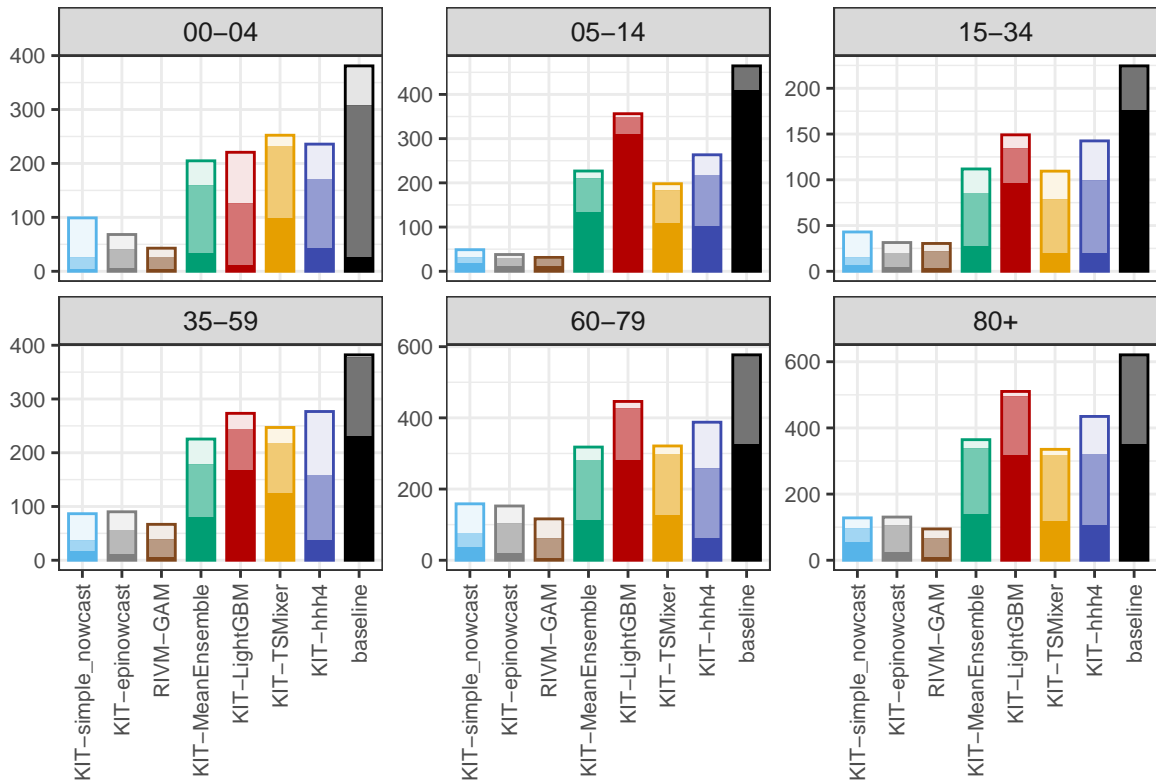 00−04
05−14
15−34
400
300
200
100
0
400
300
200
100
0
200
150
100
50
0
35−59
60−79
80+
400
300
200
100
0
600
400
200
0
600
400
200
0
KIT−simple_nowcast
KIT−epinowcast
RIVM−GAM
KIT−MeanEnsemble
KIT−LightGBM
KIT−TSMixer
KIT−hhh4
baseline
KIT−simple_nowcast
KIT−epinowcast
RIVM−GAM
KIT−MeanEnsemble
KIT−LightGBM
KIT−TSMixer
KIT−hhh4
baseline
KIT−simple_nowcast
KIT−epinowcast
RIVM−GAM
KIT−MeanEnsemble
KIT−LightGBM
KIT−TSMixer
KIT−hhh4
baseline